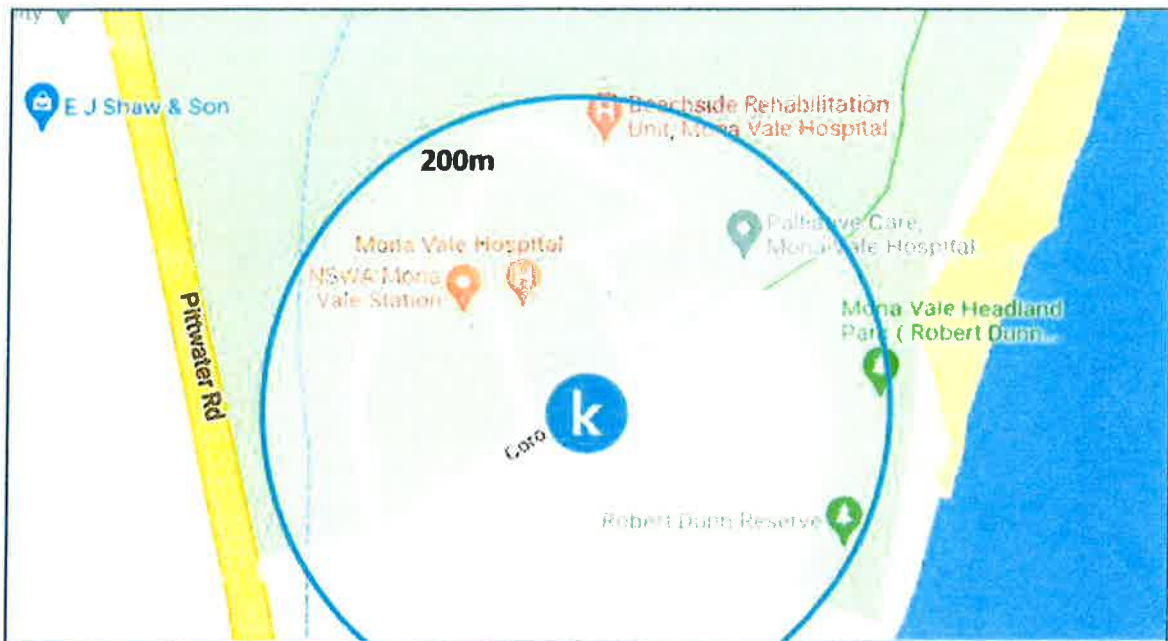 E J Shaw & Son
Beachside Rehabilitation
Unit, Mona Vale Hospital
200m
Palliative Care,
Mona Vale Hospital
Mona Vale Hospital
NSWA Mona
Vale Station
Mona Vale Headland
Park ( Robert Dunn...
Pittwater Rd
k
Coro
Robert Dunn Reserve